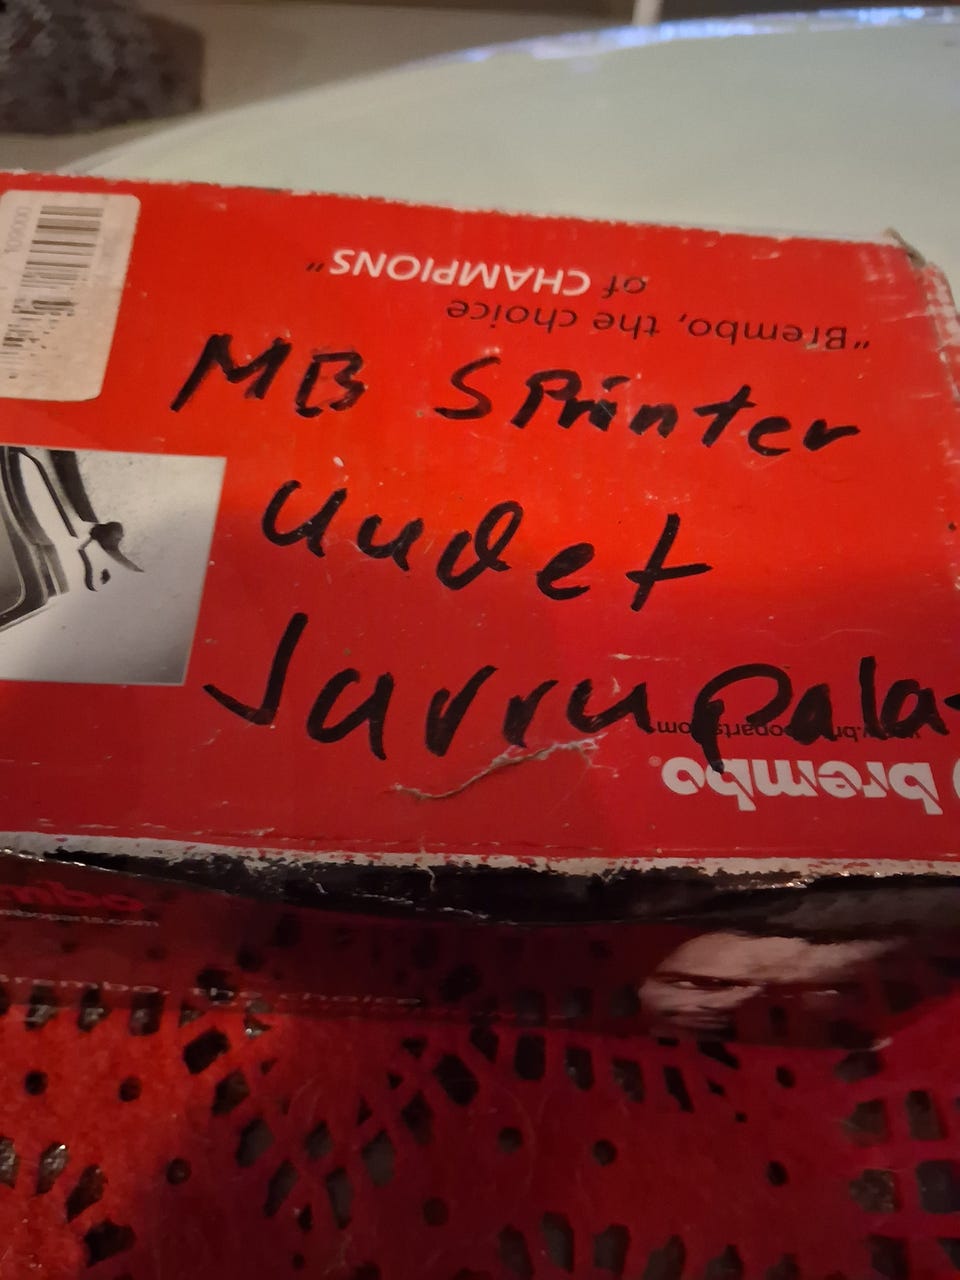 "Brembo, the choice
of CHAMPIONS"
MB Sprinter
uudet
Jarrupala-
brembo